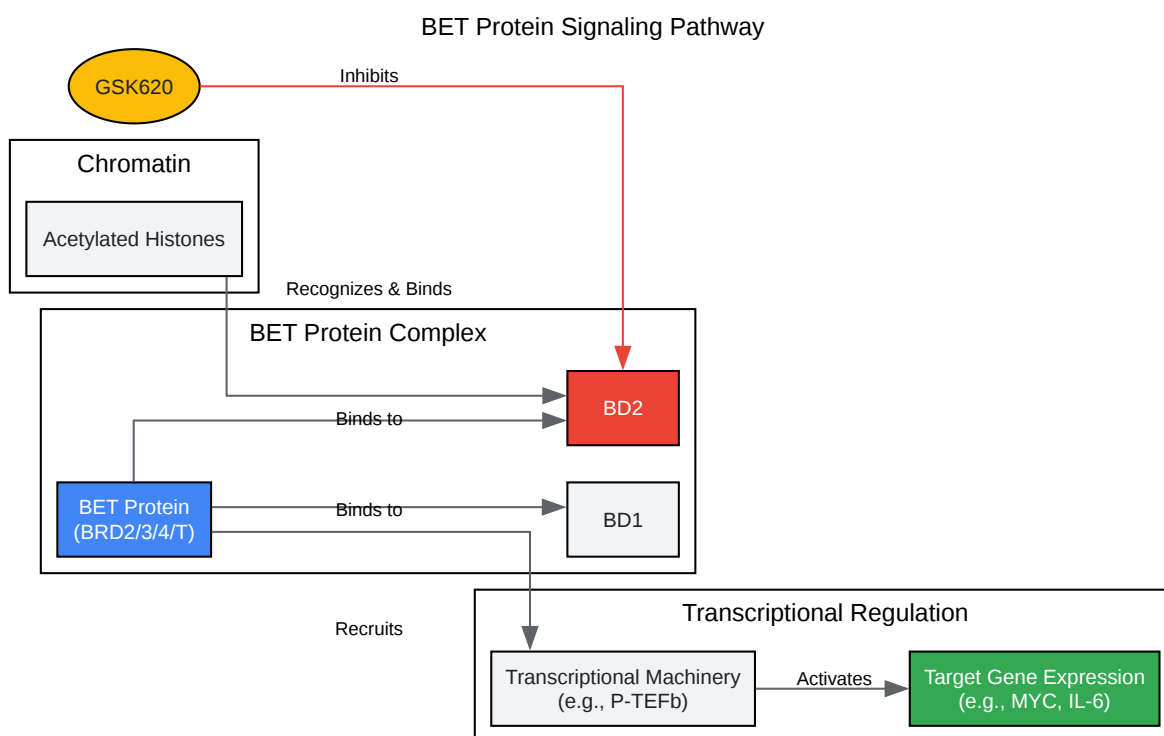 BET Protein Signaling Pathway
GSK620
Inhibits
Chromatin
Acetylated Histones
Recognizes & Binds
BET Protein Complex
BD2
Binds to
BET Protein
(BRD2/3/4/T)
Binds to
BD1
Recruits
Transcriptional Regulation
Transcriptional Machinery
(e.g., P-TEFb)
Activates
Target Gene Expression
(e.g., MYC, IL-6)